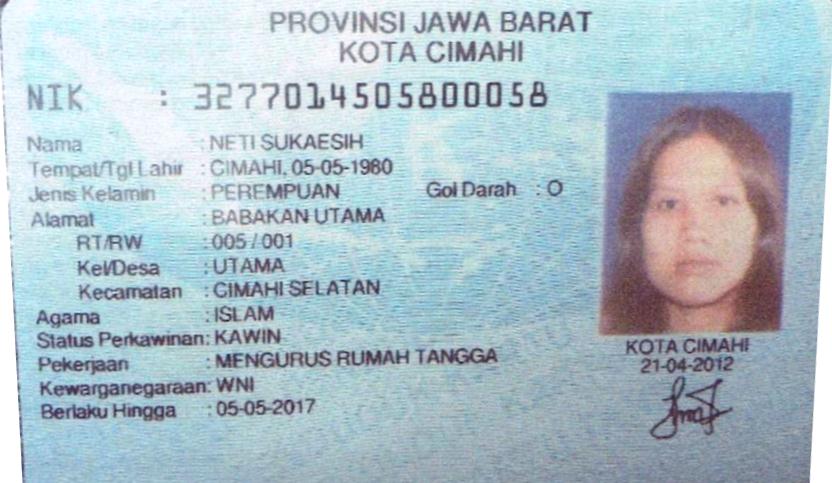 PROVINSI JAWA BARAT
KOTA CIMAHI
NIK : 3277014505800058
Nama : NETI SUKAESIH
Tempat/Tgl Lahir : CIMAHI, 05-05-1980
Jenis Kelamin : PEREMPUAN Gol Darah : O
Alamat : BABAKAN UTAMA
RT/RW : 005 / 001
Kel/Desa : UTAMA
Kecamatan : CIMAHI SELATAN
Agama : ISLAM
Status Perkawinan: KAWIN
Pekerjaan : MENGURUS RUMAH TANGGA
Kewarganegaraan: WNI
Berlaku Hingga : 05-05-2017
KOTA CIMAHI
21-04-2012